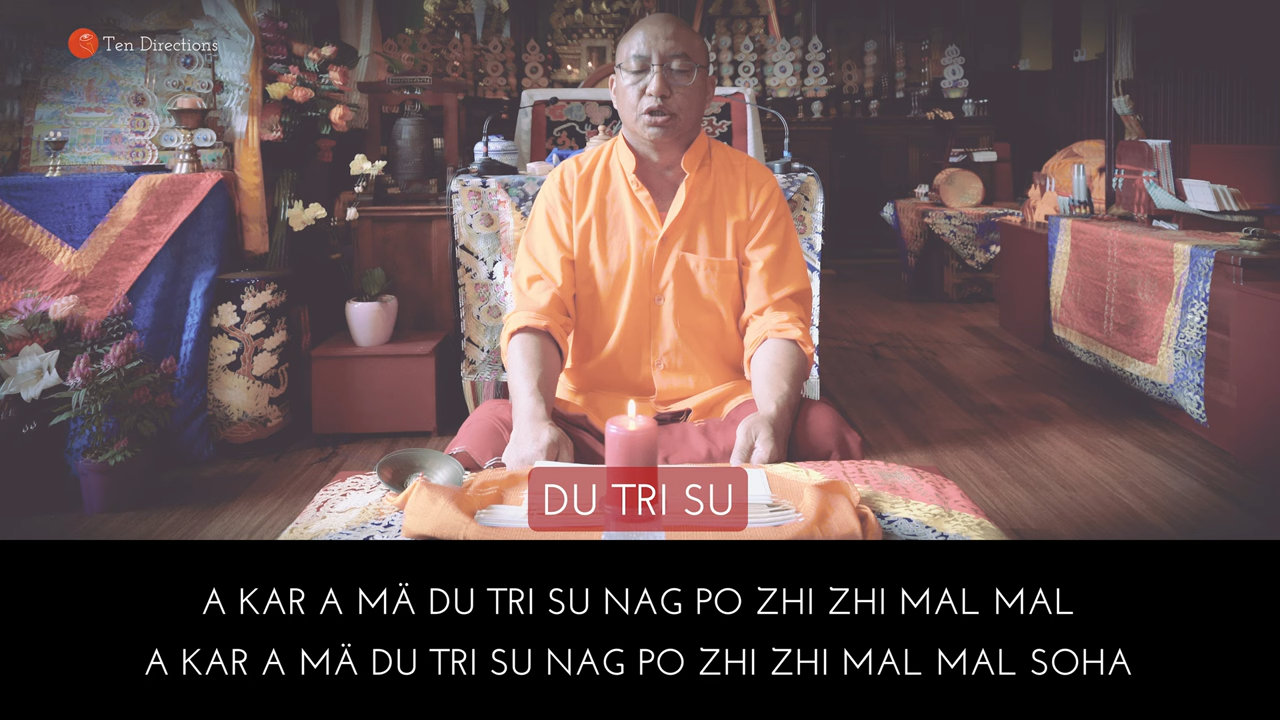 Ten Directions
DU TRI SU
A KAR A MÄ DU TRI SU NAG PO ZHI ZHI MAL MAL
A KAR A MÄ DU TRI SU NAG PO ZHI ZHI MAL MAL SOHA